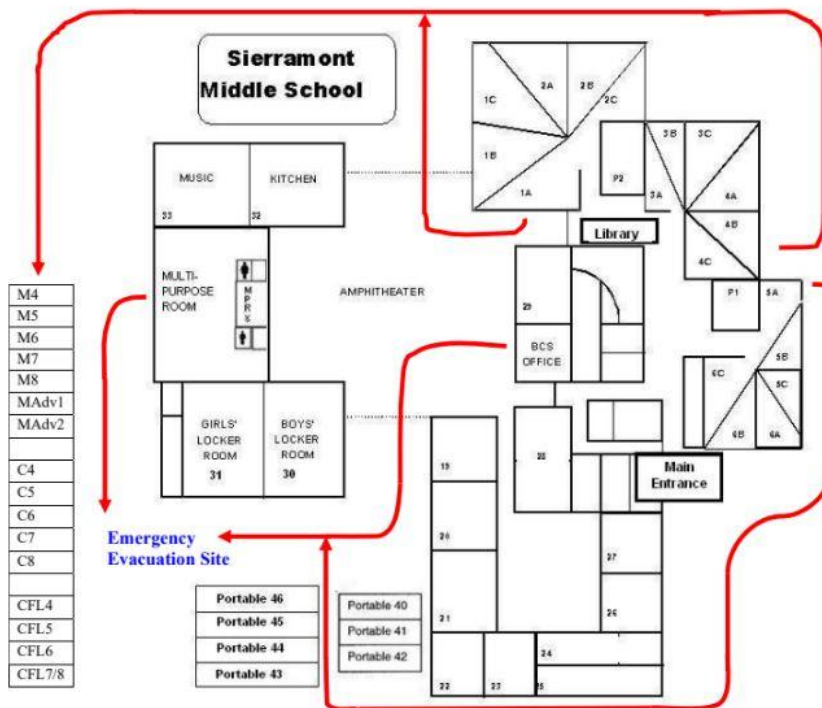 Sierramont
Middle School
2A
2B
1C
2C
3B
3C
1B
P2
MUSIC
KITCHEN
1A
3A
4A
33
32
4B
Library
4C
MULTI-
PURPOSE
ROOM
AMPHITHEATER
M4
M5
M6
M7
M8
MAdv1
MAdv2
C4
C5
C6
C7
C8
CFL4
CFL5
CFL6
CFL7/8
29
P1
5A
BCS
OFFICE
5B
6C
5C
6B
6A
GIRLS'
LOCKER
ROOM
31
BOYS'
LOCKER
ROOM
30
19
Main
Entrance
Emergency
Evacuation Site
27
Portable 46
Portable 45
Portable 44
Portable 43
Portable 40
Portable 41
Portable 42
21
26
24
22